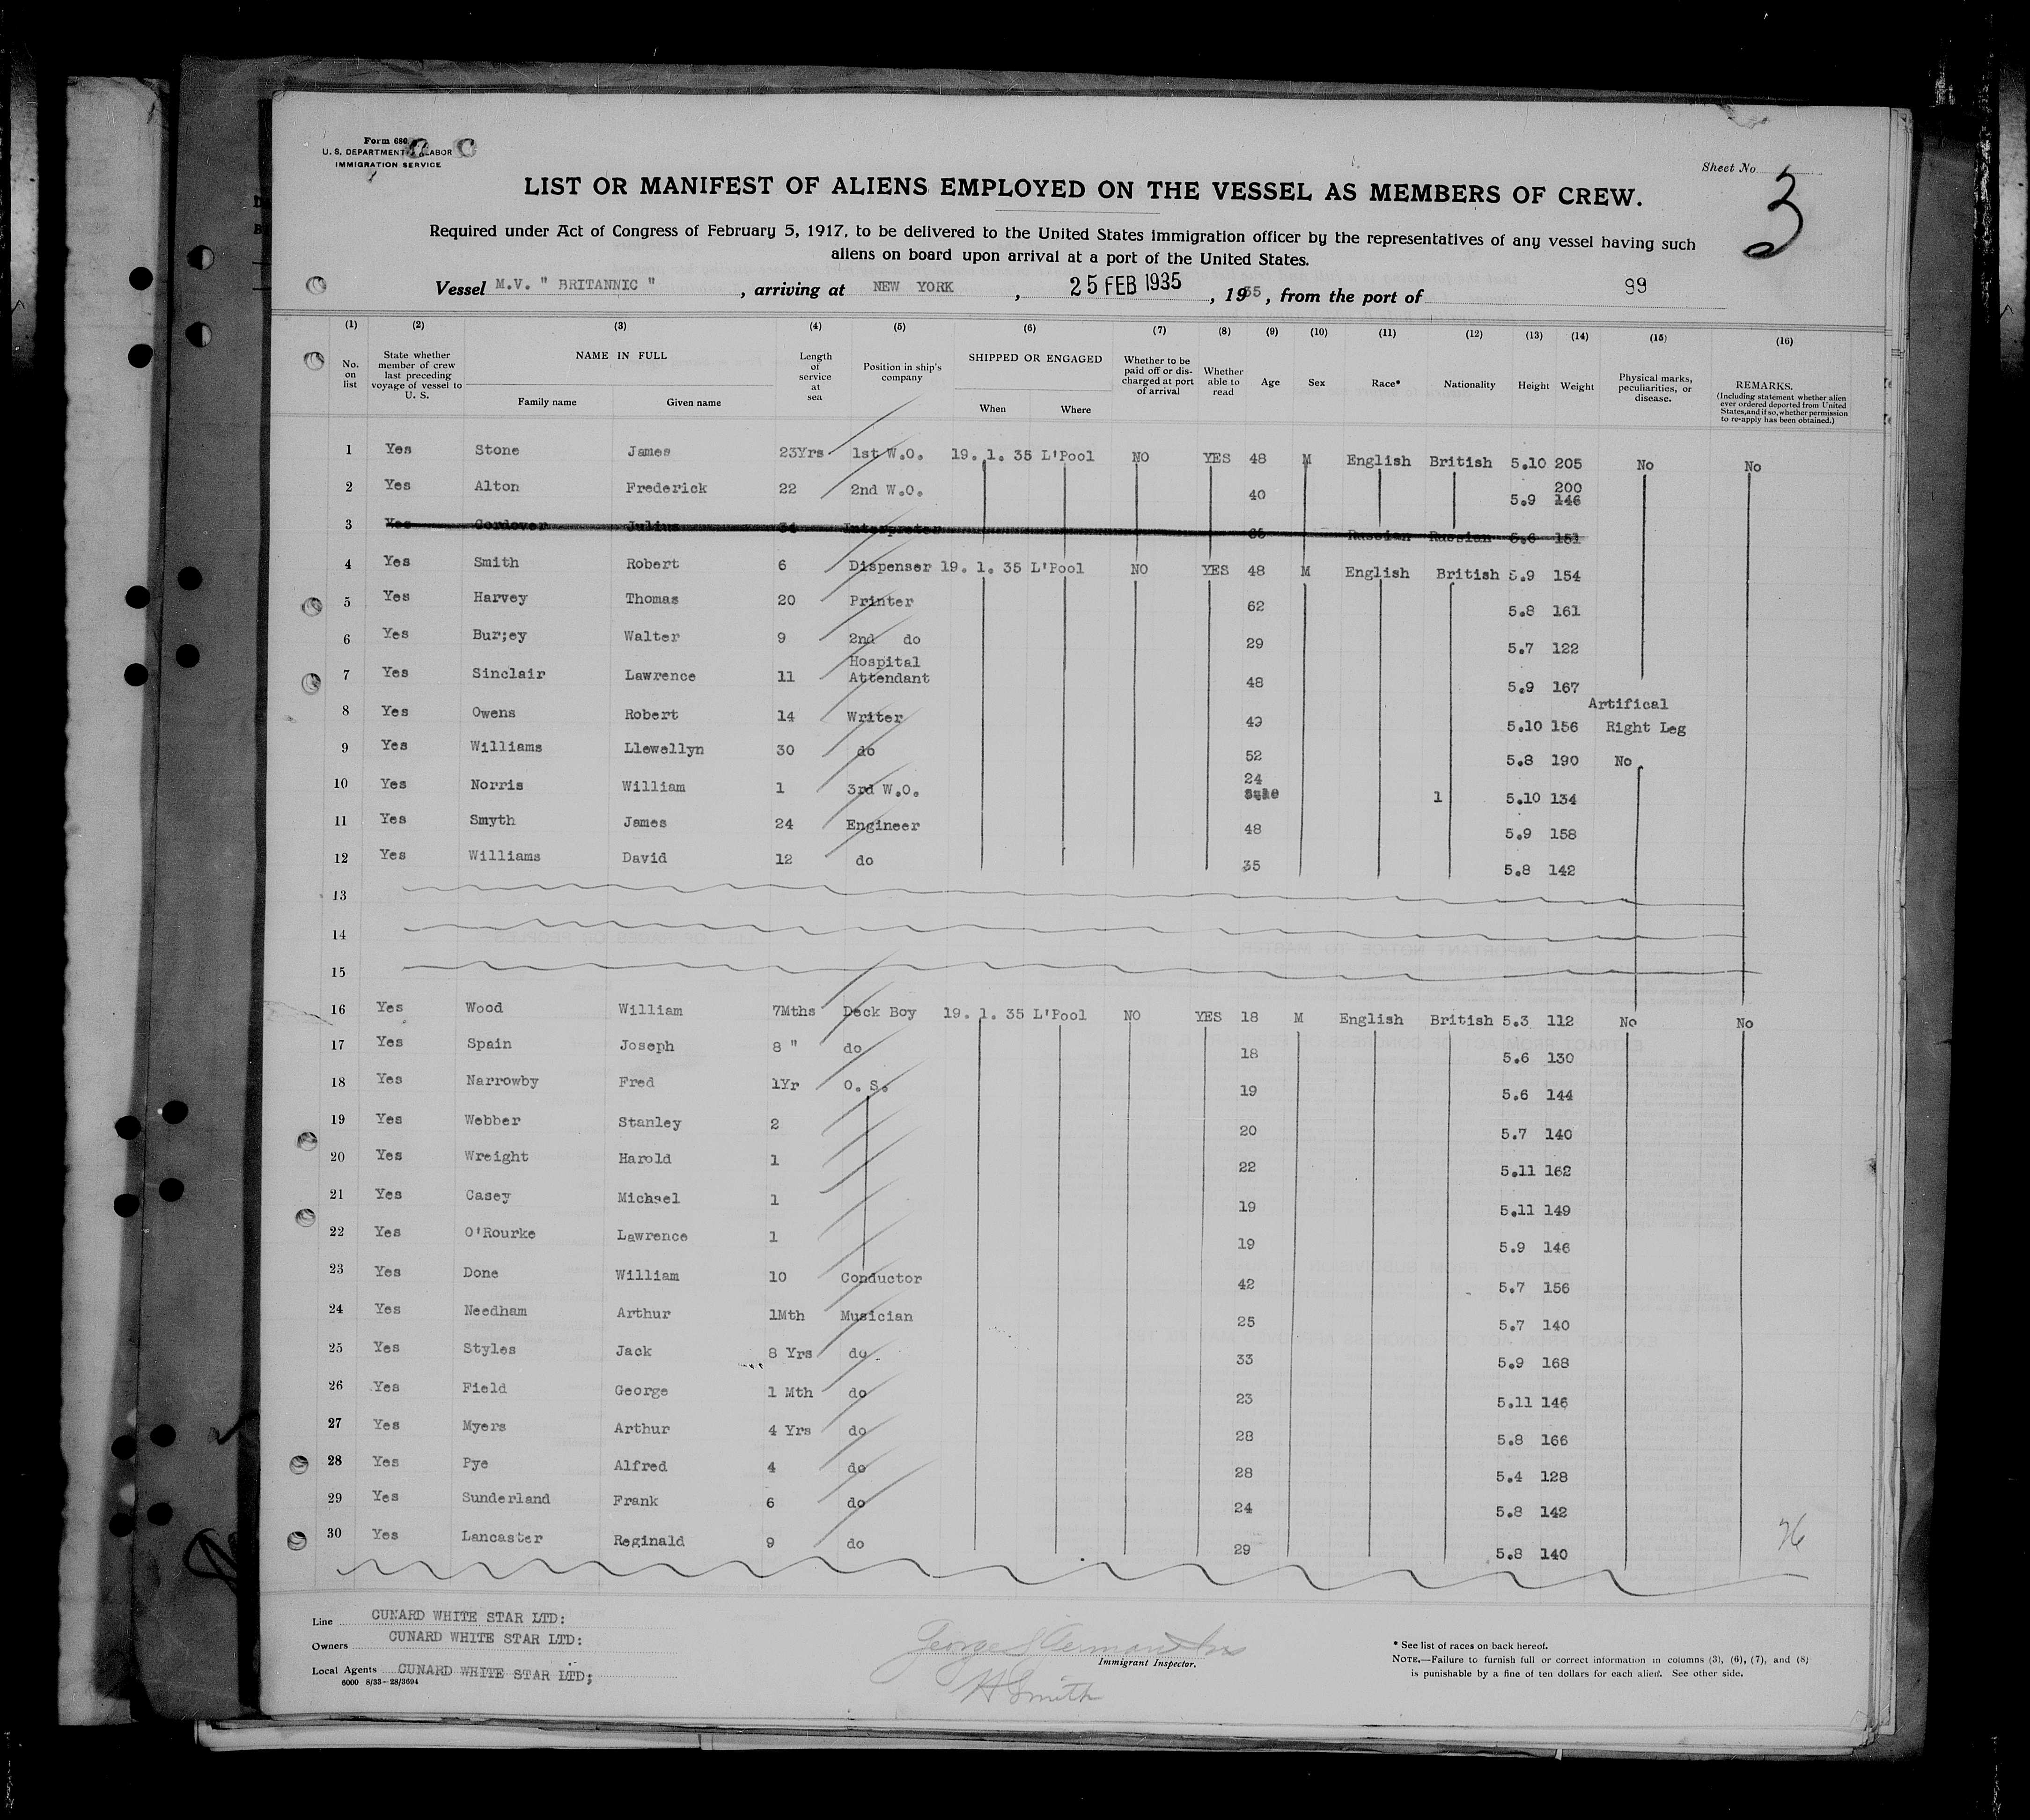 Form 680
U. S. DEPARTMENT LABOR
IMMIGRATION SERVICE
Sheet No. 3
LIST OR MANIFEST OF ALIENS EMPLOYED ON THE VESSEL AS MEMBERS OF CREW.
Required under Act of Congress of February 5, 1917, to be delivered to the United States immigration officer by the representatives of any vessel having such
aliens on board upon arrival at a port of the United States.
Vessel M.V. " BRITANNIC " , arriving at NEW YORK , 25 FEB 1935 , 1935 , from the port of 99
(1) (2) (3) (4) (5) (6) (7) (8) (9) (10) (11) (12) (13) (14) (15) (16)
No. on list
State whether member of crew last preceding voyage of vessel to U. S.
NAME IN FULL
Family name Given name
Length of service at sea
Position in ship's company
SHIPPED OR ENGAGED
When Where
Whether to be paid off or discharged at port of arrival
Whether able to read
Age Sex Race* Nationality Height Weight
Physical marks, peculiarities, or disease.
REMARKS.
(Including statement whether alien ever ordered deported from United States, and if so, whether permission to re-apply has been obtained.)
1 Yes Stone James 23Yrs 1st W.O. 19. 1. 35 L'Pool NO YES 48 M English British 5.10 205 No No
2 Yes Alton Frederick 22 2nd W.O. 40 5.9 146 200
3 Yes Cordover Julius 34 Interpreter Russian Russian 5.6 151
4 Yes Smith Robert 6 Dispenser 19. 1. 35 L'Pool NO YES 48 M English British 5.9 154
5 Yes Harvey Thomas 20 Printer 62 5.8 161
6 Yes Bur;ey Walter 9 2nd do 29 5.7 122
7 Yes Sinclair Lawrence 11 Hospital Attendant 48 5.9 167
8 Yes Owens Robert 14 Writer 5.10 156 Artifical Right Leg
9 Yes Williams Llewellyn 30 do 52 5.8 190 No
10 Yes Norris William 1 3rd W.O. 24 1 5.10 134
11 Yes Smyth James 24 Engineer 48 5.9 158
12 Yes Williams David 12 do 35 5.8 142
13
14
15
16 Yes Wood William 7Mths Deck Boy 19. 1. 35 L'Pool NO YES 18 M English British 5.3 112 No No
17 Yes Spain Joseph 8 " do 18 5.6 130
18 Yes Narrowby Fred 1Yr O. S. 19 5.6 144
19 Yes Webber Stanley 2 20 5.7 140
20 Yes Wreight Harold 1 22 5.11 162
21 Yes Casey Michael 1 19 5.11 149
22 Yes O'Rourke Lawrence 1 19 5.9 146
23 Yes Done William 10 Conductor 42 5.7 156
24 Yes Needham Arthur 1Mth Musician 25 5.7 140
25 Yes Styles Jack 8 Yrs do 33 5.9 168
26 Yes Field George 1 Mth do 23 5.11 146
27 Yes Myers Arthur 4 Yrs do 28 5.8 166
28 Yes Pye Alfred 4 do 28 5.4 128
29 Yes Sunderland Frank 6 do 24 5.8 142
30 Yes Lancaster Reginald 9 do 29 5.8 140
76
Line CUNARD WHITE STAR LTD:
Owners CUNARD WHITE STAR LTD:
Local Agents CUNARD WHITE STAR LTD;
6000 8/33-28/3694
George
Immigrant Inspector.
H Smith
* See list of races on back hereof.
NOTE.—Failure to furnish full or correct information in columns (3), (6), (7), and (8)
is punishable by a fine of ten dollars for each alien. See other side.